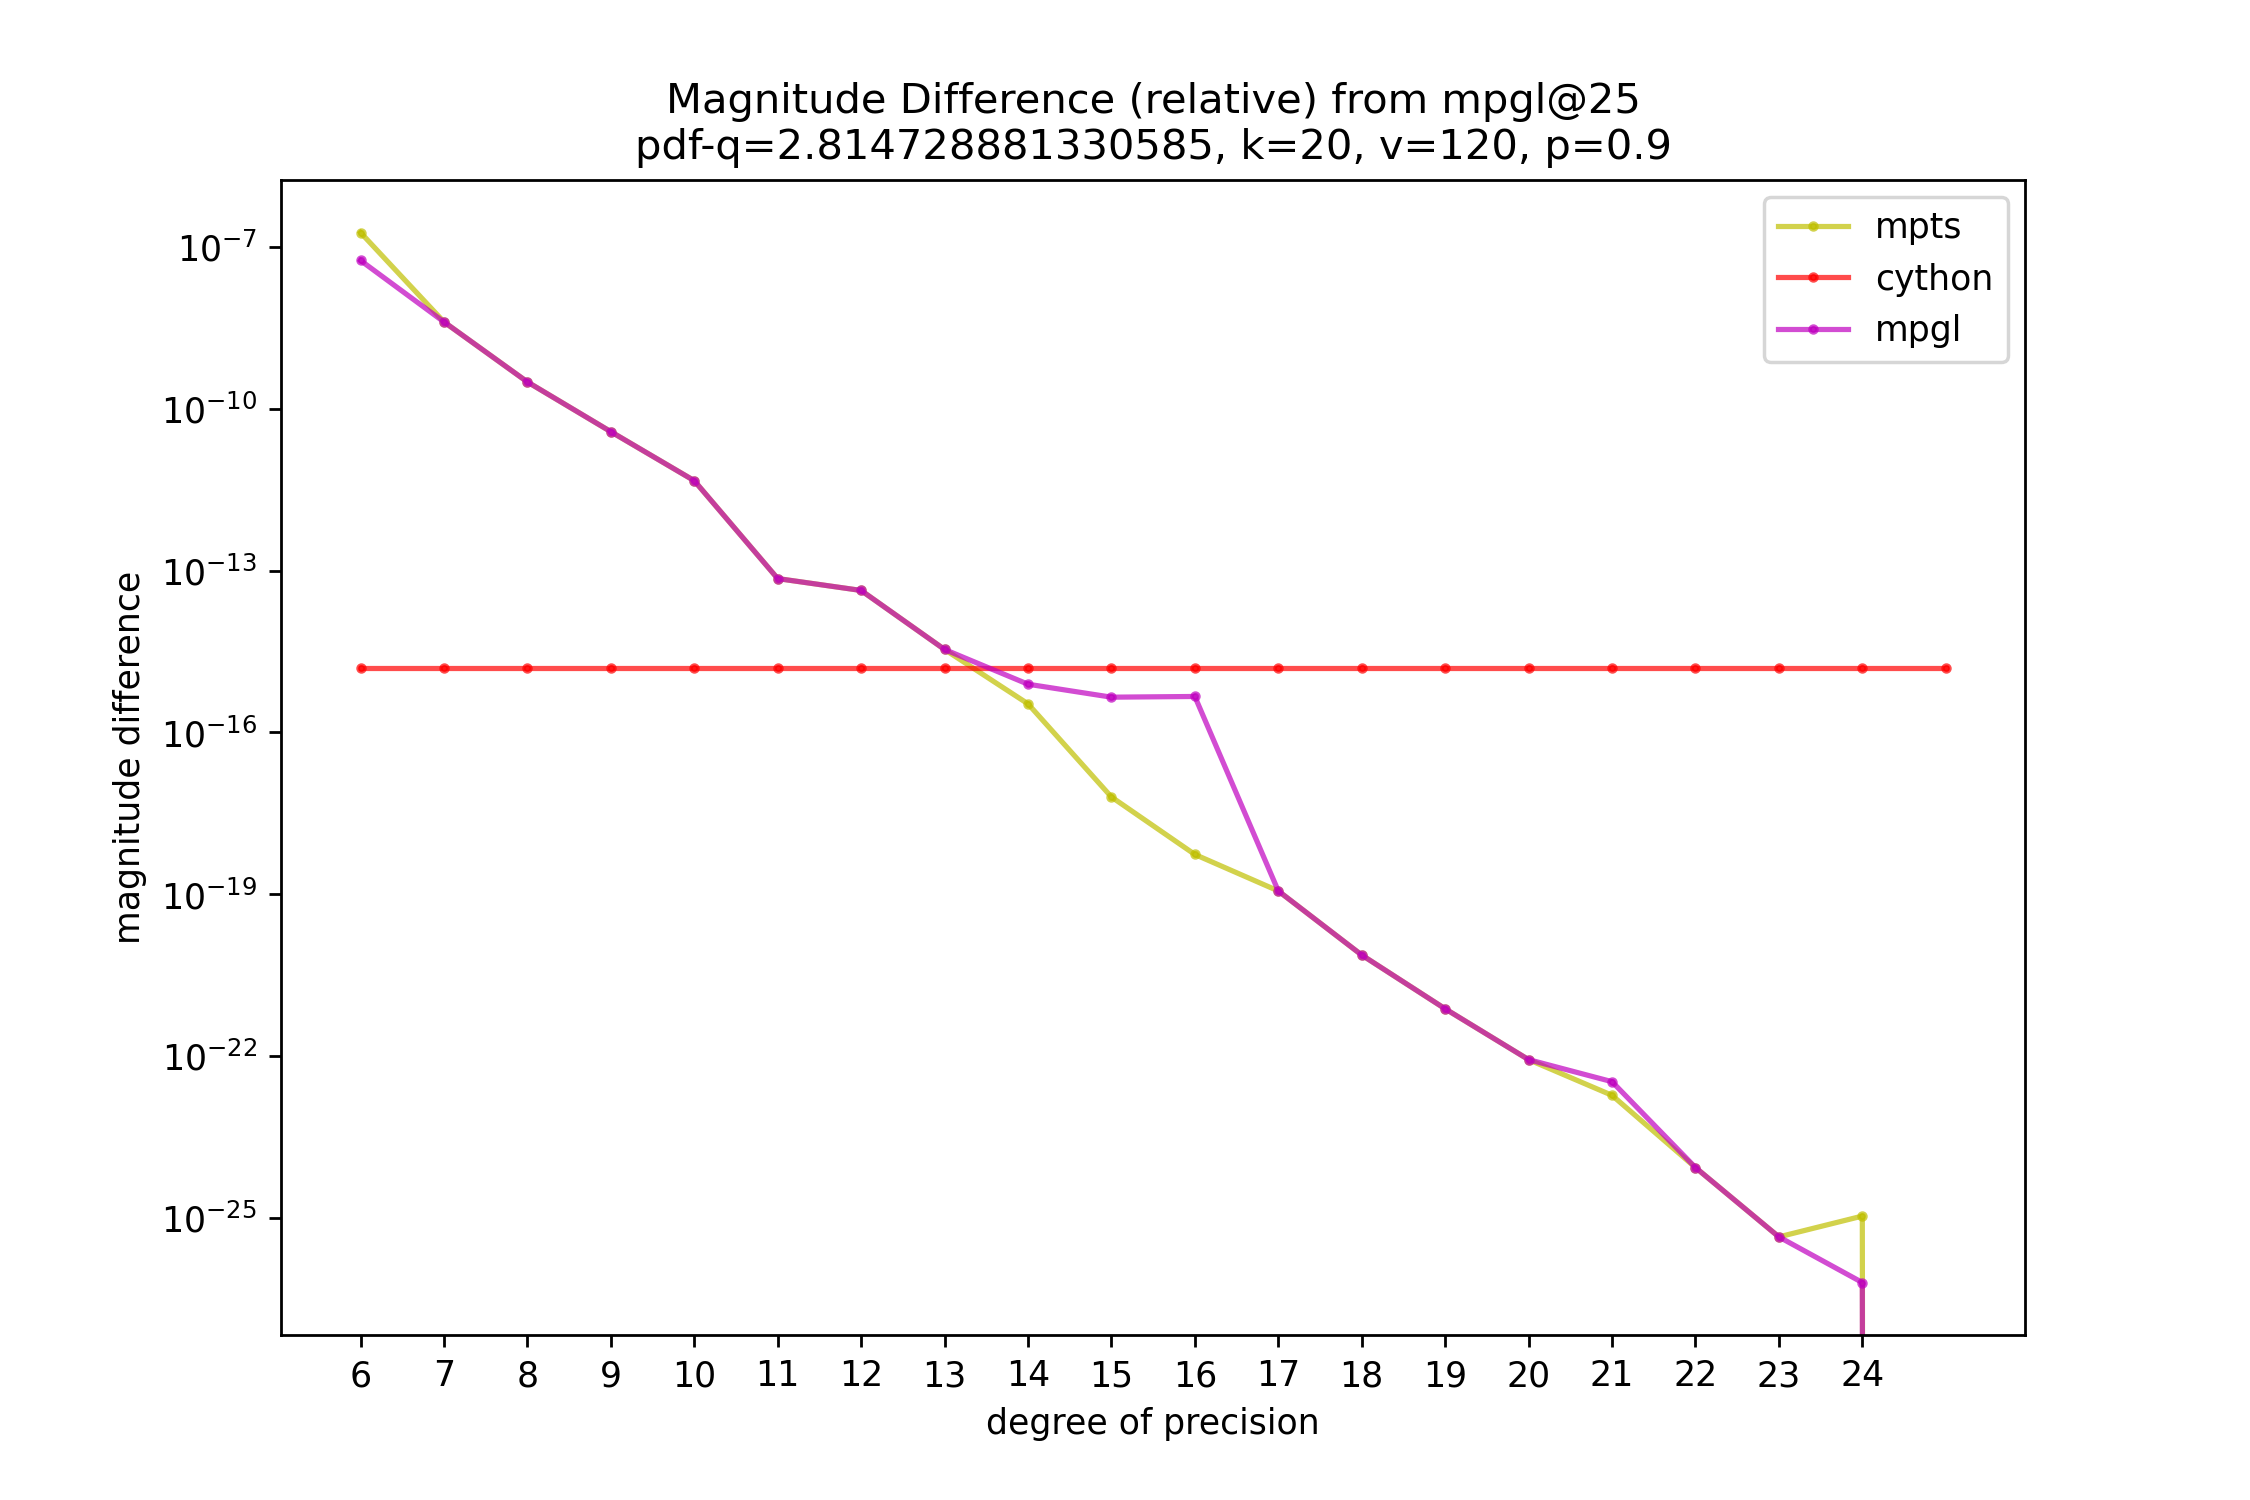 Magnitude Difference (relative) from mpgl@25
pdf-q=2.814728881330585, k=20, v=120, p=0.9
mpts
cython
mpgl
magnitude difference
10⁻⁷
10⁻¹⁰
10⁻¹³
10⁻¹⁶
10⁻¹⁹
10⁻²²
10⁻²⁵
6 7 8 9 10 11 12 13 14 15 16 17 18 19 20 21 22 23 24
degree of precision